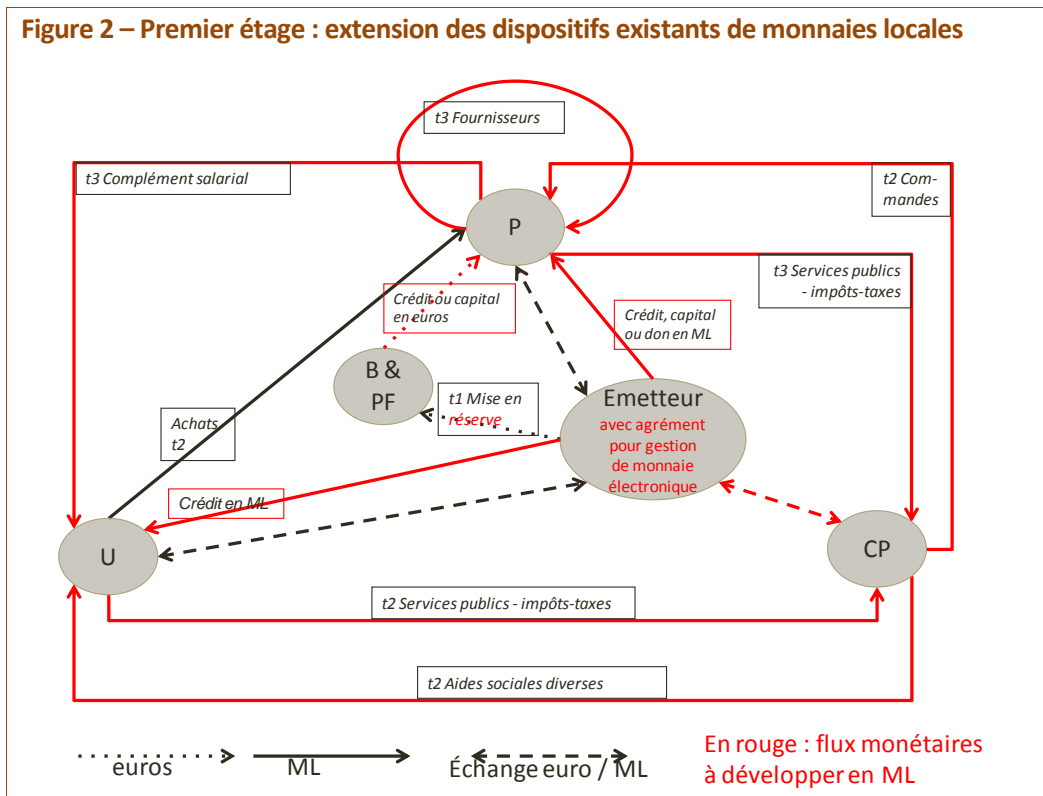 Figure 2 – Premier étage : extension des dispositifs existants de monnaies locales
t3 Fournisseurs
t3 Complément salarial
t2 Com-
mandes
P
t3 Services publics
- impôts-taxes
Crédit ou capital
en euros
Crédit, capital
ou don en ML
B &
PF
t1 Mise en
réserve
Emetteur
avec agrément
pour gestion
de monnaie
électronique
Achats
t2
Crédit en ML
U
CP
t2 Services publics - impôts-taxes
t2 Aides sociales diverses
euros
ML
Échange euro / ML
En rouge : flux monétaires
à développer en ML